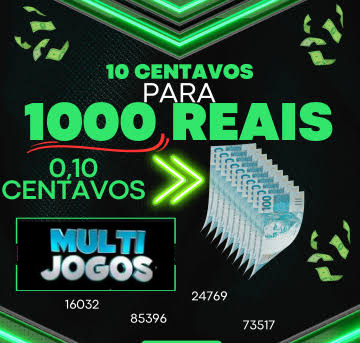 10 CENTAVOS
PARA
1000 REAIS
0,10
CENTAVOS
MULTI
JOGOS
16032
24769
85396
73517